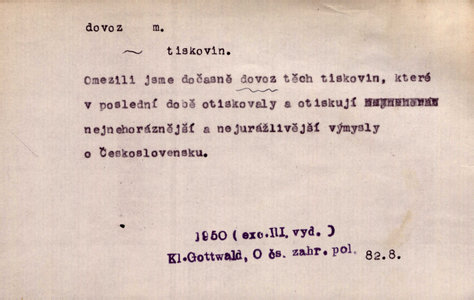 dovoz m.
~ tiskovin.
Omezili jsme dočasně dovoz těch tiskovin, které
v poslední době otiskovaly a otiskují
nejnehoráznější a nejurážlivější výmysly
o Československu.
1950 ( exc.III. vyd. )
Kl.Gottwald, O čs. zahr. pol. 82.8.